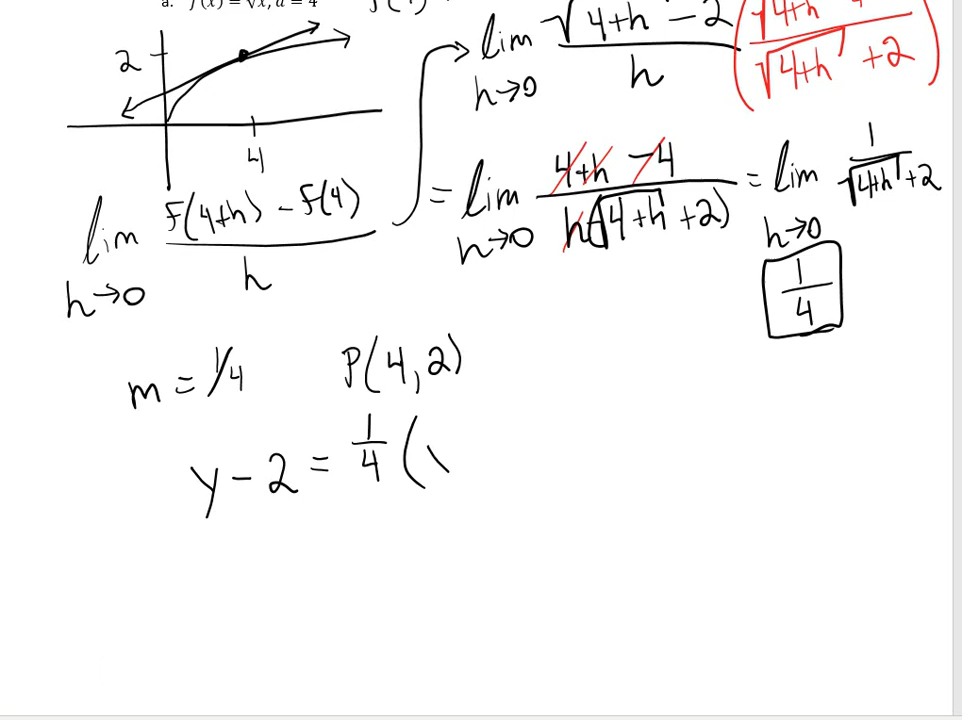 a. f(x) = √x, a = 4
lim h→0 (√(4+h) - 2)/h (/(√(4+h) + 2))
2
4
lim h→0 (f(4+h) - f(4))/h
= lim h→0 (4+h - 4)/(h(√(4+h) + 2)) = lim h→0 1/(√(4+h) + 2)
1/4
m = 1/4 P(4, 2)
y - 2 = 1/4 (